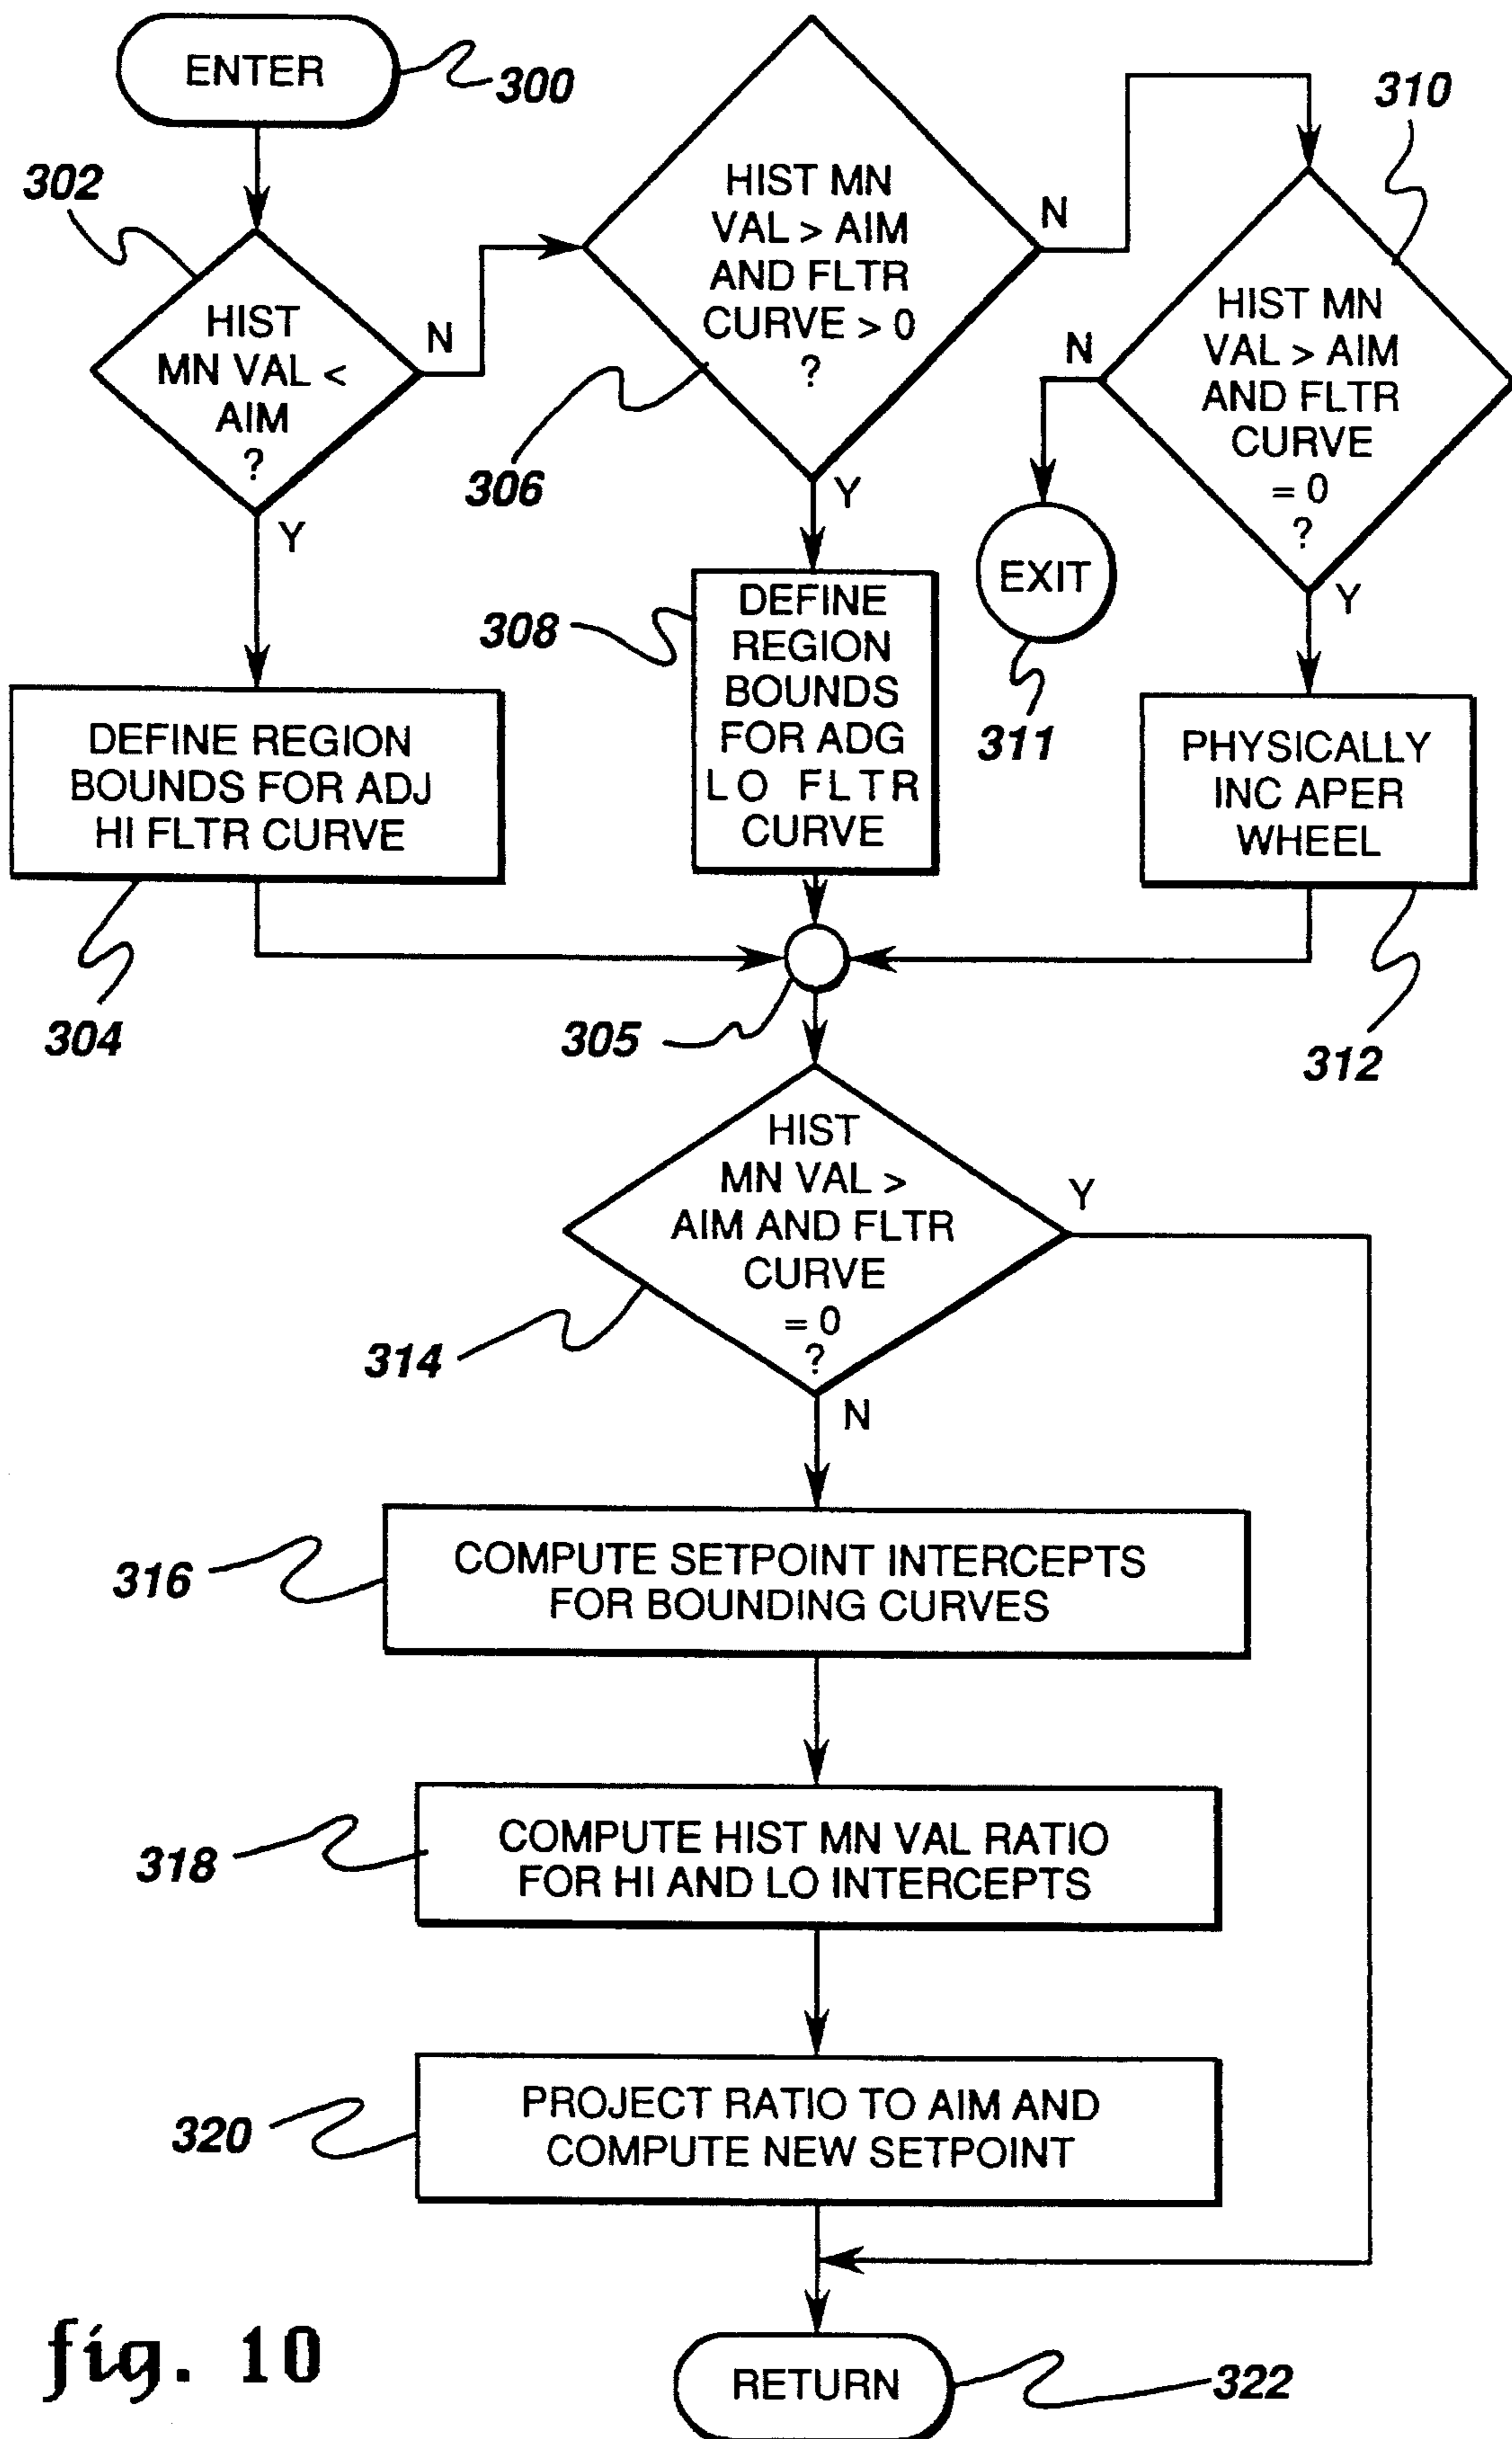 ENTER
300
302
HIST
MN VAL <
AIM
?
N
Y
HIST MN
VAL > AIM
AND FLTR
CURVE > 0
?
N
306
Y
310
HIST MN
VAL > AIM
AND FLTR
CURVE
= 0
?
N
Y
EXIT
311
DEFINE REGION
BOUNDS FOR ADJ
HI FLTR CURVE
304
308
DEFINE
REGION
BOUNDS
FOR ADG
LO FLTR
CURVE
PHYSICALLY
INC APER
WHEEL
312
305
HIST
MN VAL >
AIM AND FLTR
CURVE
= 0
?
Y
314
N
316
COMPUTE SETPOINT INTERCEPTS
FOR BOUNDING CURVES
318
COMPUTE HIST MN VAL RATIO
FOR HI AND LO INTERCEPTS
320
PROJECT RATIO TO AIM AND
COMPUTE NEW SETPOINT
RETURN
322
fig. 10